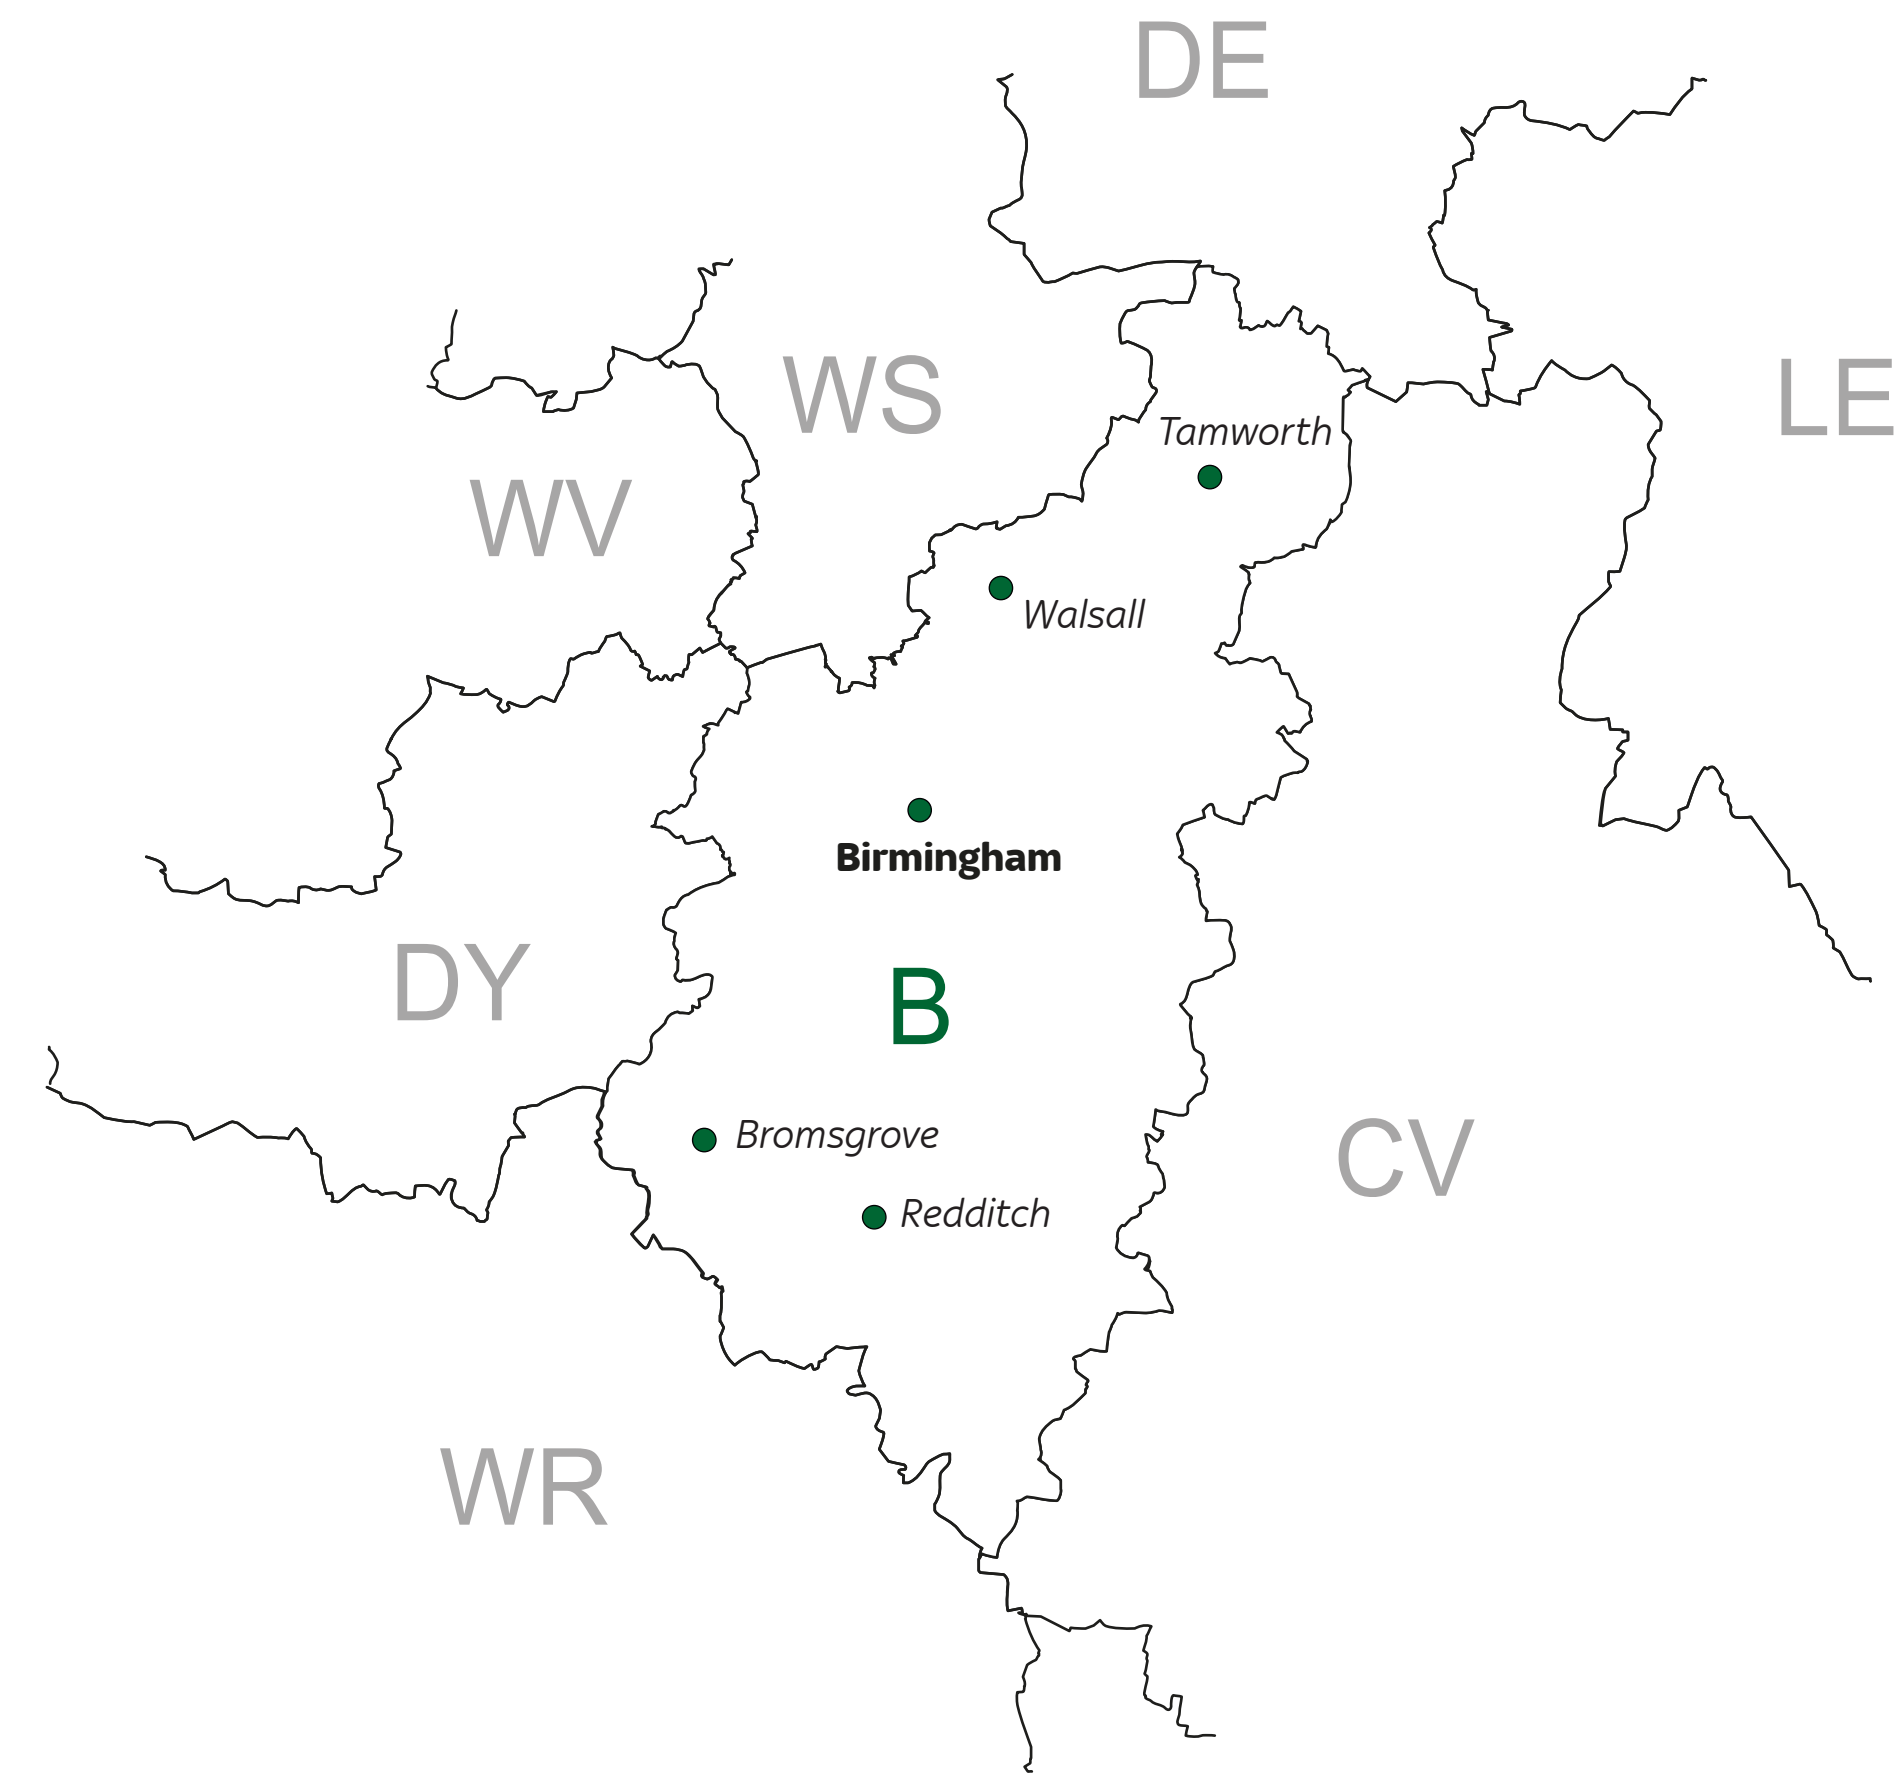 DE
WS
LE
Tamworth
WV
Walsall
Birmingham
DY
B
Bromsgrove
CV
Redditch
WR